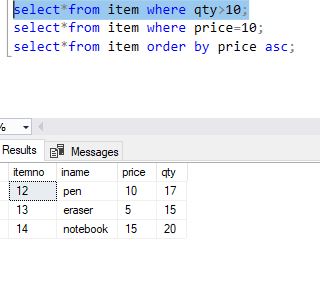 select*from item where qty>10;
select*from item where price=10;
select*from item order by price asc;
%
Results Messages
itemno iname price qty
12 pen 10 17
13 eraser 5 15
14 notebook 15 20